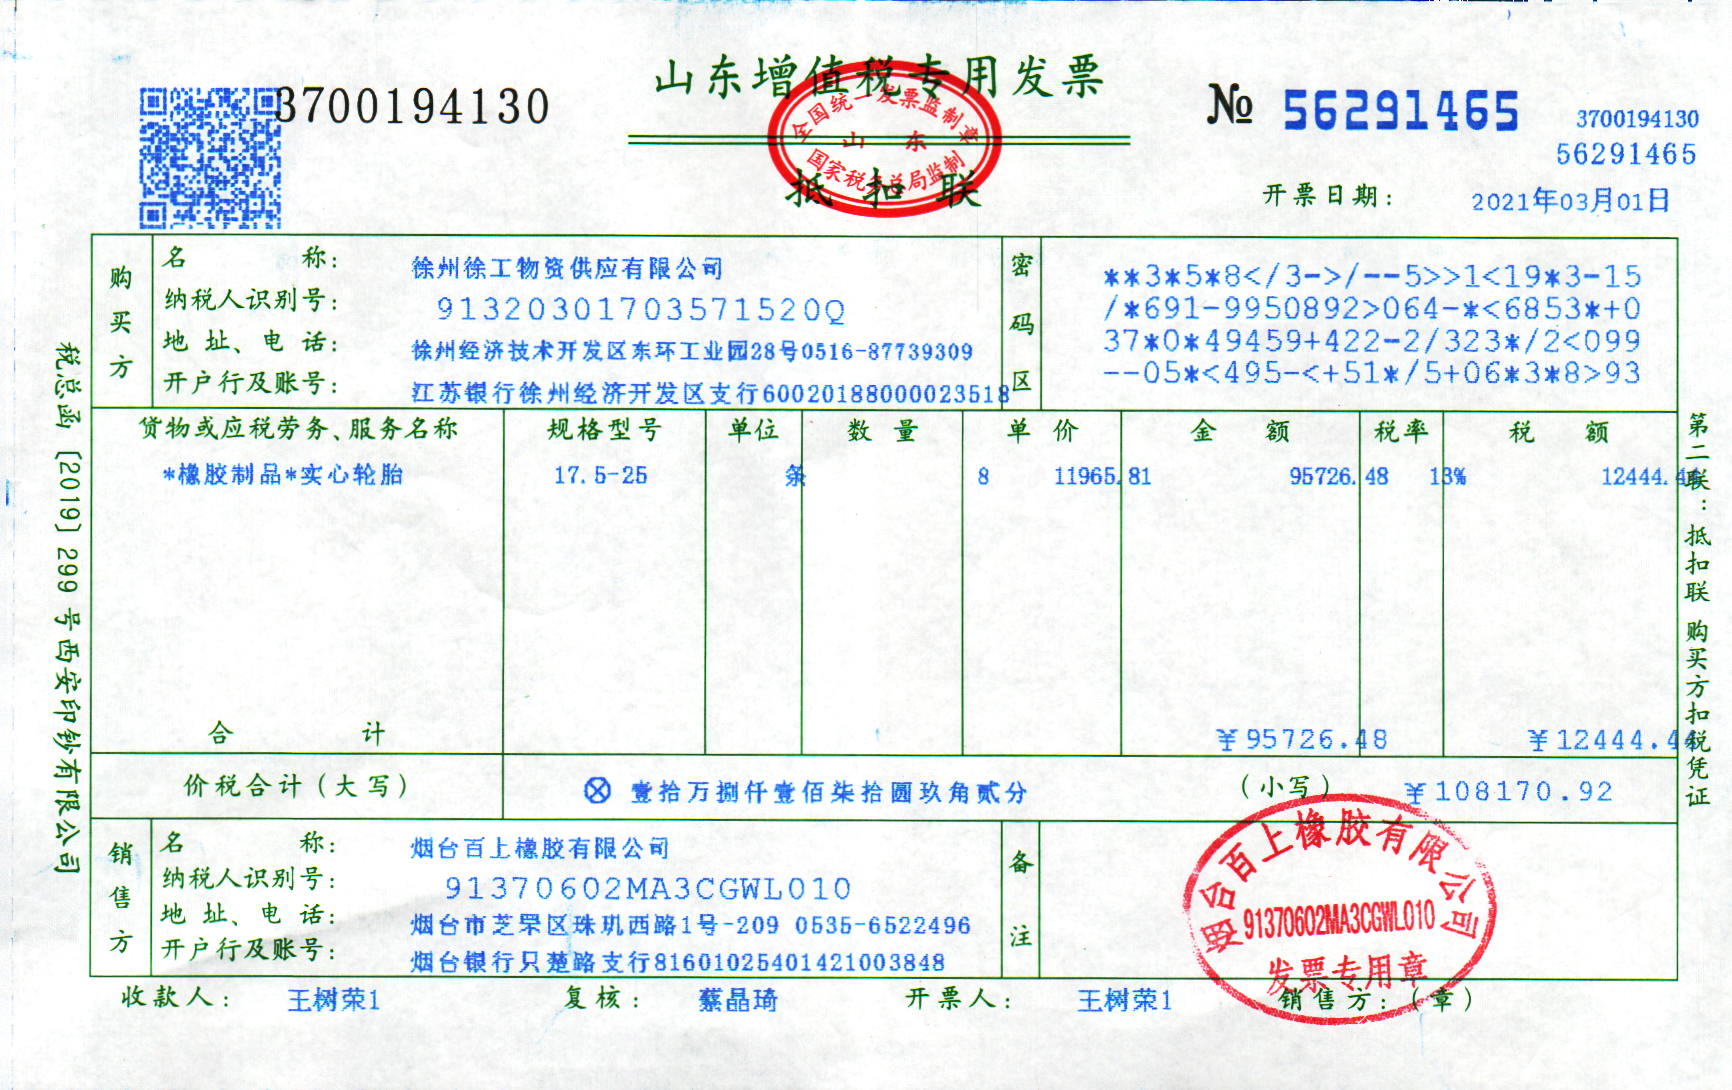 3700194130
山东增值税专用发票
全国统一发票监制章
山东
国家税务总局监制
抵扣联
№ 56291465
3700194130
56291465
开票日期： 2021年03月01日
购买方
名称： 徐州徐工物资供应有限公司
纳税人识别号： 91320301703571520Q
地址、电话： 徐州经济技术开发区东环工业园28号0516-87739309
开户行及账号： 江苏银行徐州经济开发区支行60020188000023518
密码区
**3*5*8</3->/--5>>1<19*3-15
/*691-9950892>064-*<6853*+0
37*0*49459+422-2/323*/2<099
--05*<495-<+51*/5+06*3*8>93
货物或应税劳务、服务名称 规格型号 单位 数量 单价 金额 税率 税额
*橡胶制品*实心轮胎 17.5-25 条 8 11965.81 95726.48 13% 12444.44
合计 ￥95726.48 ￥12444.44
价税合计（大写） ⊗ 壹拾万捌仟壹佰柒拾圆玖角贰分 （小写） ￥108170.92
销售方
名称： 烟台百上橡胶有限公司
纳税人识别号： 91370602MA3CGWL010
地址、电话： 烟台市芝罘区珠玑西路1号-209 0535-6522496
开户行及账号： 烟台银行只楚路支行81601025401421003848
备注
烟台百上橡胶有限公司
91370602MA3CGWL010
发票专用章
收款人： 王树荣1 复核： 蔡晶琦 开票人： 王树荣1 销售方：（章）
税总函〔2019〕299号西安印钞有限公司
第二联：抵扣联 购买方扣税凭证